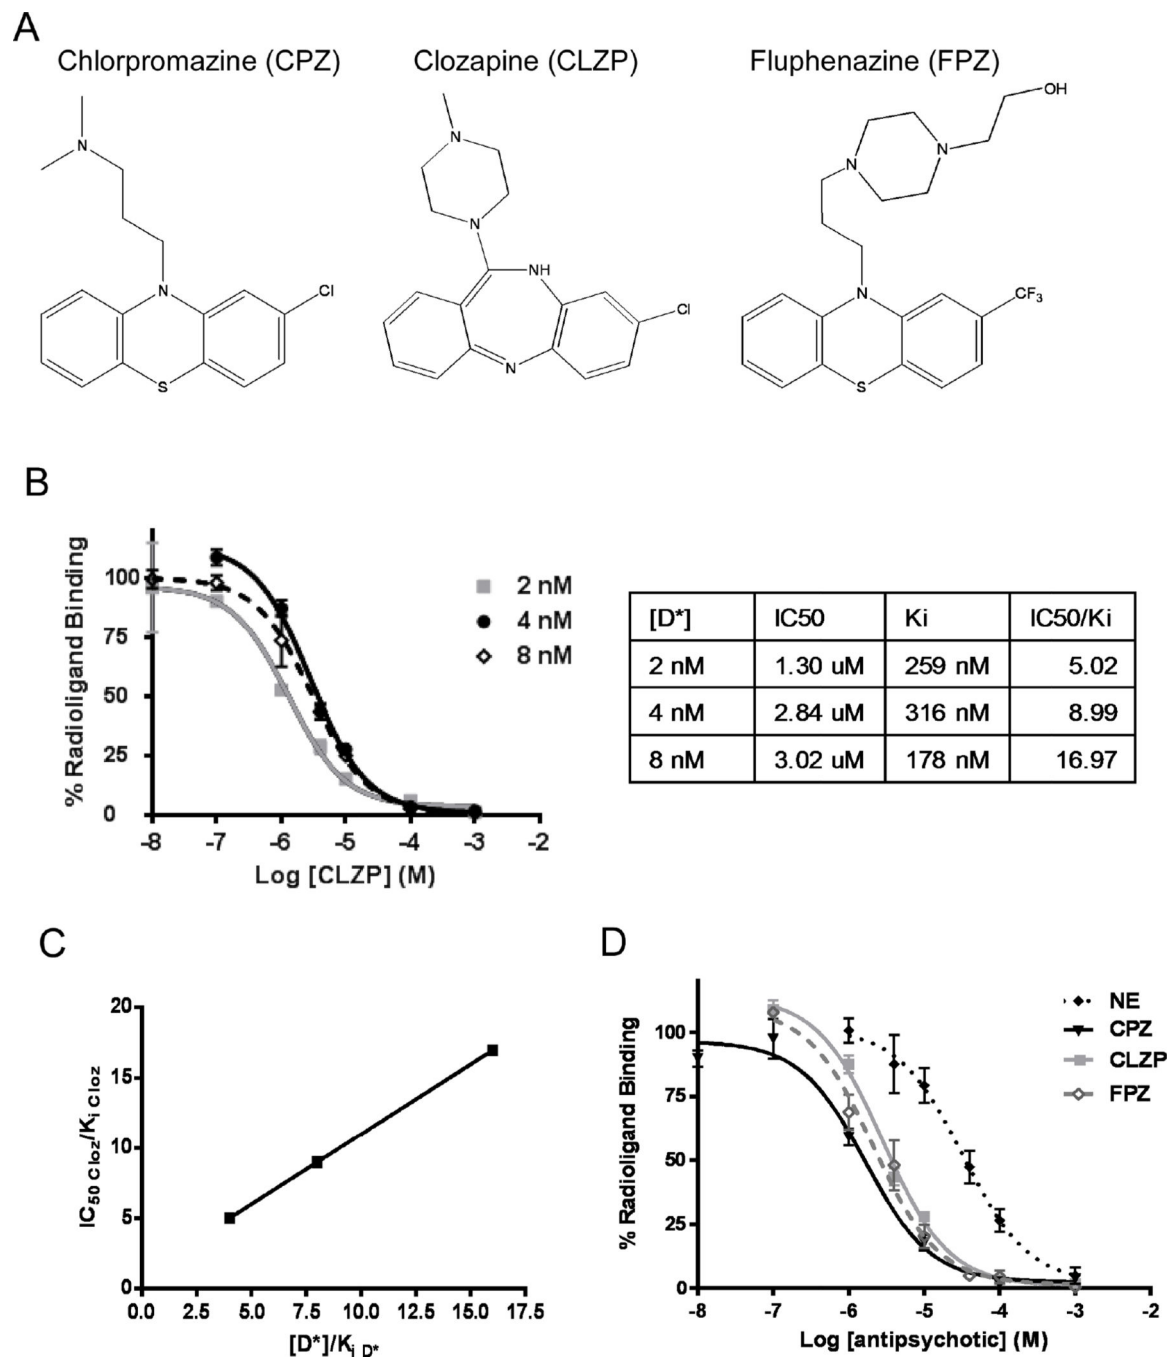 A
Chlorpromazine (CPZ) Clozapine (CLZP) Fluphenazine (FPZ)
N
N
Cl
S
N
N
NH
N
Cl
OH
N
N
N
CF3
S
B
% Radioligand Binding
100
75
50
25
0
-8 -7 -6 -5 -4 -3 -2
Log [CLZP] (M)
2 nM
4 nM
8 nM
[D*] IC50 Ki IC50/Ki
2 nM 1.30 uM 259 nM 5.02
4 nM 2.84 uM 316 nM 8.99
8 nM 3.02 uM 178 nM 16.97
C
IC50 Cloz/Ki Cloz
20
15
10
5
0
0.0 2.5 5.0 7.5 10.0 12.5 15.0 17.5
[D*]/Ki D*
D
% Radioligand Binding
100
75
50
25
0
-8 -7 -6 -5 -4 -3 -2
Log [antipsychotic] (M)
NE
CPZ
CLZP
FPZ